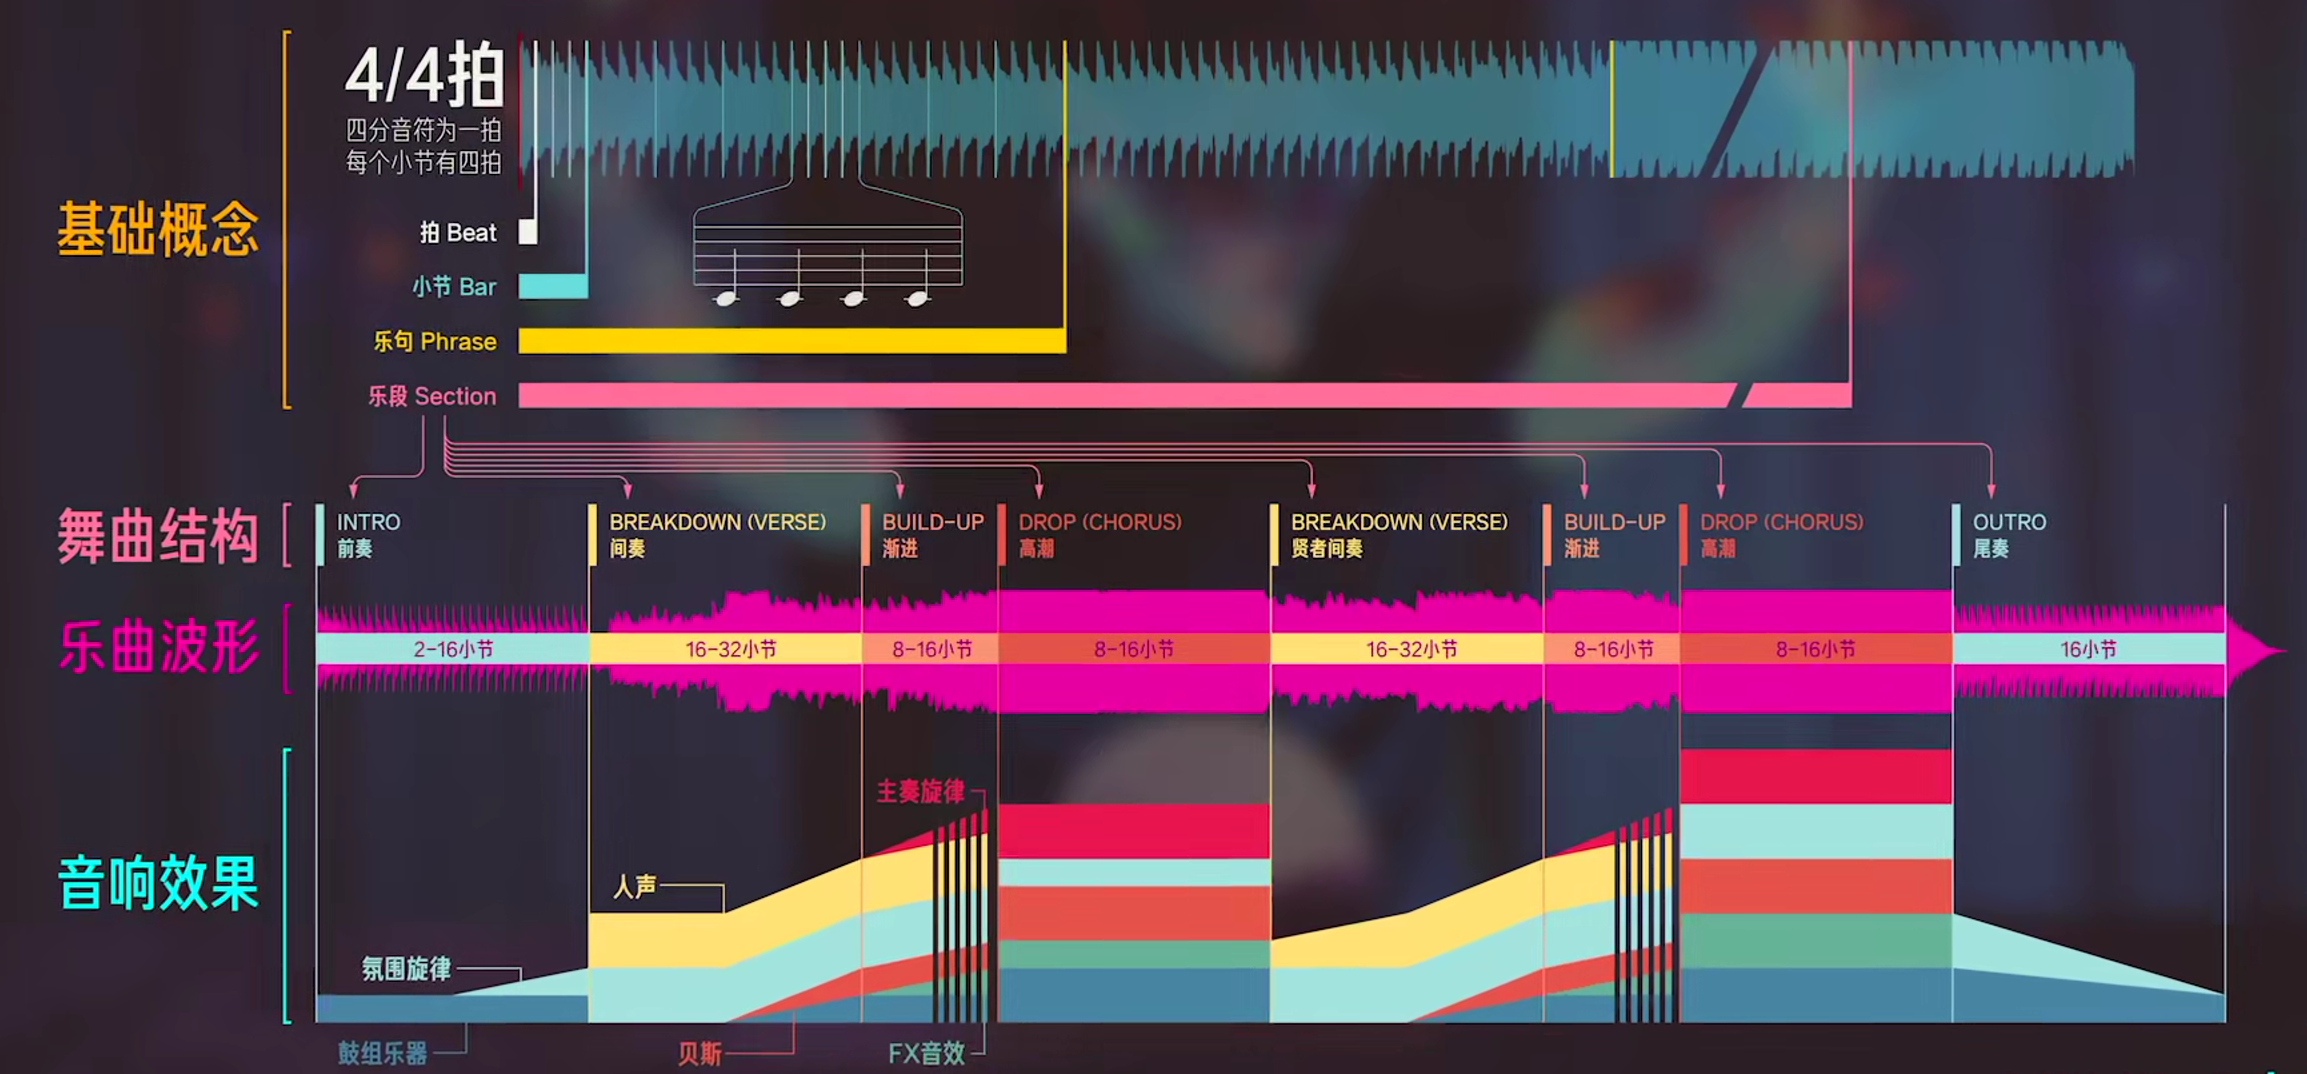 4/4拍
四分音符为一拍
每个小节有四拍
基础概念
拍 Beat
小节 Bar
乐句 Phrase
乐段 Section
舞曲结构
INTRO
前奏
BREAKDOWN (VERSE)
间奏
BUILD-UP
渐进
DROP (CHORUS)
高潮
BREAKDOWN (VERSE)
贤者间奏
BUILD-UP
渐进
DROP (CHORUS)
高潮
OUTRO
尾奏
乐曲波形
2-16小节
16-32小节
8-16小节
8-16小节
16-32小节
8-16小节
8-16小节
16小节
音响效果
主奏旋律
人声
氛围旋律
鼓组乐器
贝斯
FX音效